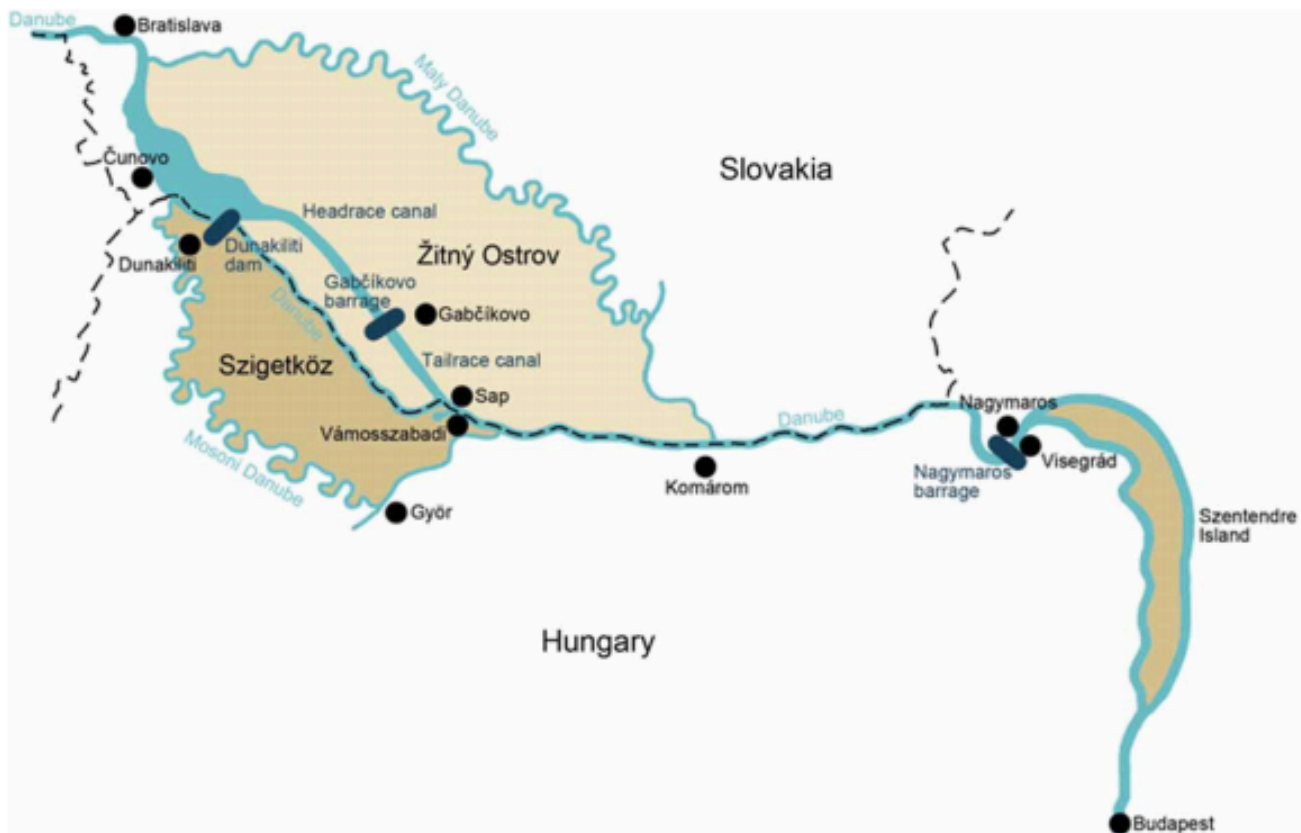 Danube
Bratislava
Maly Danube
Čunovo
Slovakia
Headrace canal
Dunakiliti
Dunakiliti
dam
Žitný Ostrov
Gabčíkovo
barrage
Danube
Gabčíkovo
Szigetköz
Tailrace canal
Sap
Vámosszabadi
Danube
Nagymaros
Mosoni Danube
Visegrád
Nagymaros
barrage
Komárom
Győr
Szentendre
Island
Hungary
Budapest